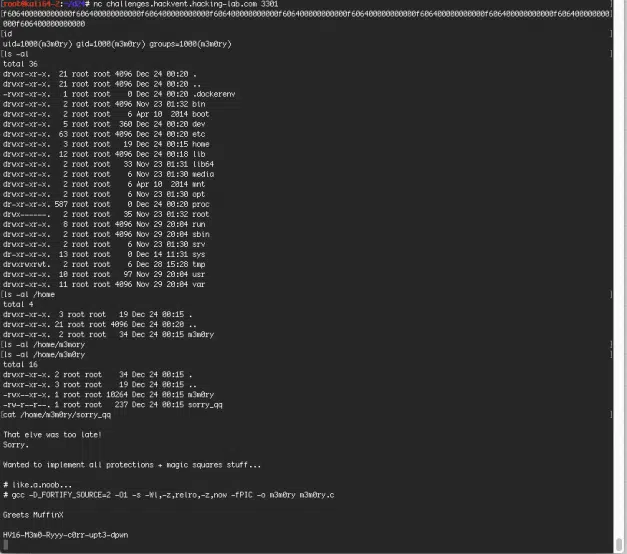 [root@kali64-2:~/d24# nc challenges.hackvent.hacking-lab.com 3301
[id ]
uid=1000(m3m0ry) gid=1000(m3m0ry) groups=1000(m3m0ry)
[ls -al ]
total 36
drwxr-xr-x. 21 root root 4096 Dec 24 00:20 .
drwxr-xr-x. 21 root root 4096 Dec 24 00:20 ..
-rwxr-xr-x. 1 root root 0 Dec 24 00:20 .dockerenv
drwxr-xr-x. 2 root root 4096 Nov 23 01:32 bin
drwxr-xr-x. 2 root root 6 Apr 10 2014 boot
drwxr-xr-x. 5 root root 360 Dec 24 00:20 dev
drwxr-xr-x. 63 root root 4096 Dec 24 00:20 etc
drwxr-xr-x. 3 root root 19 Dec 24 00:15 home
drwxr-xr-x. 12 root root 4096 Dec 24 00:18 lib
drwxr-xr-x. 2 root root 33 Nov 23 01:31 lib64
drwxr-xr-x. 2 root root 6 Nov 23 01:30 media
drwxr-xr-x. 2 root root 6 Apr 10 2014 mnt
drwxr-xr-x. 2 root root 6 Nov 23 01:30 opt
dr-xr-xr-x. 587 root root 0 Dec 24 00:20 proc
drwx------. 2 root root 35 Nov 23 01:32 root
drwxr-xr-x. 8 root root 4096 Nov 29 20:04 run
drwxr-xr-x. 2 root root 4096 Nov 29 20:04 sbin
drwxr-xr-x. 2 root root 6 Nov 23 01:30 srv
dr-xr-xr-x. 13 root root 0 Dec 14 11:31 sys
drwxrwxrwt. 2 root root 6 Dec 28 15:28 tmp
drwxr-xr-x. 10 root root 97 Nov 29 20:04 usr
drwxr-xr-x. 11 root root 4096 Nov 29 20:04 var
[ls -al /home ]
total 4
drwxr-xr-x. 3 root root 19 Dec 24 00:15 .
drwxr-xr-x. 21 root root 4096 Dec 24 00:20 ..
drwxr-xr-x. 2 root root 34 Dec 24 00:15 m3m0ry
[ls -al /home/m3mory ]
[ls -al /home/m3m0ry ]
total 16
drwxr-xr-x. 2 root root 34 Dec 24 00:15 .
drwxr-xr-x. 3 root root 19 Dec 24 00:15 ..
-rwx--xr-x. 1 root root 10264 Dec 24 00:15 m3m0ry
-rw-r--r--. 1 root root 237 Dec 24 00:15 sorry_qq
[cat /home/m3m0ry/sorry_qq ]
That elve was too late!
Sorry.
Wanted to implement all protections + magic squares stuff...
# like.a.noob...
# gcc -D_FORTIFY_SOURCE=2 -O1 -s -Wl,-z,relro,-z,now -fPIC -o m3m0ry m3m0ry.c
Greets MuffinX
HV16-M3m0-Ryyy-c0rr-upt3-dpwn